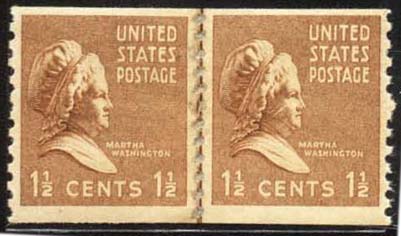 UNITED
STATES
POSTAGE
MARTHA
WASHINGTON
1½ CENTS 1½
UNITED
STATES
POSTAGE
MARTHA
WASHINGTON
1½ CENTS 1½